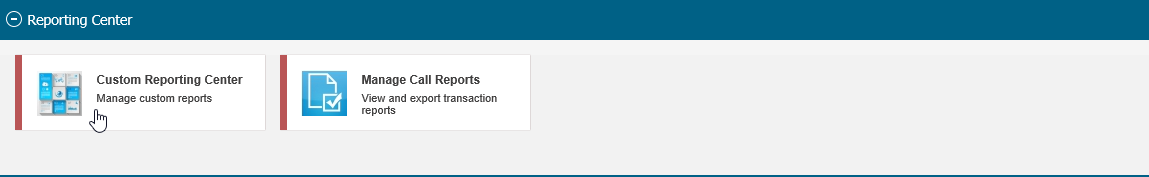 Reporting Center
Custom Reporting Center
Manage custom reports
Manage Call Reports
View and export transaction
reports